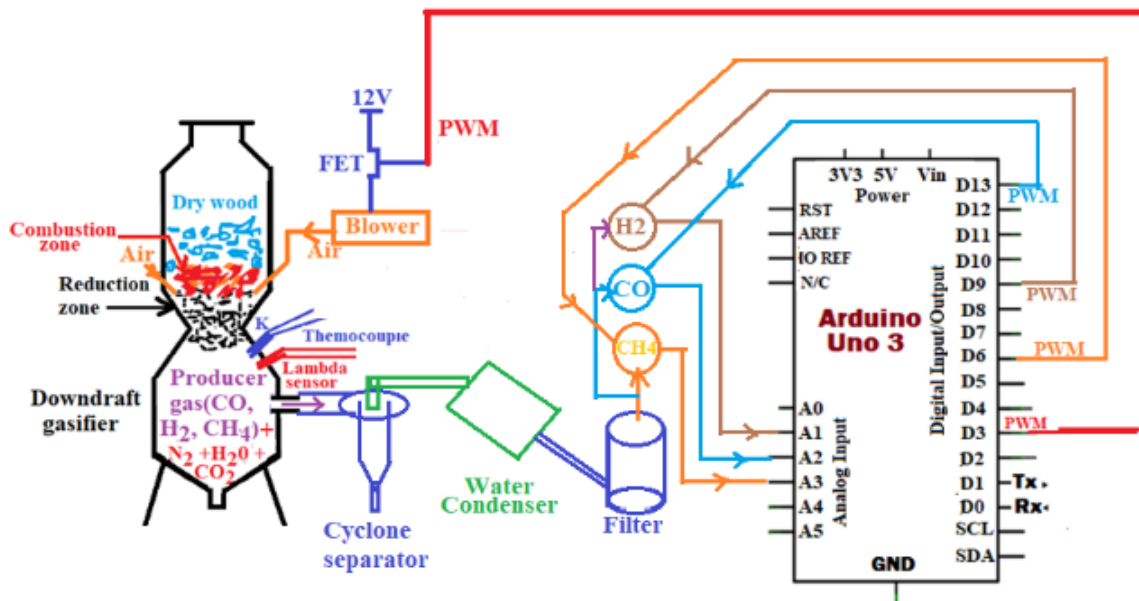 12V
PWM
FET
Blower
Air
Dry wood
Combustion
zone
Air
Reduction
zone
K
Themocouple
Lambda
sensor
Producer
gas(CO,
H2, CH4)+
N2 +H20 +
CO2
Downdraft
gasifier
Cyclone
separator
Water
Condenser
Filter
H2
CO
CH4
3V3 5V Vin
Power
RST
AREF
IO REF
N/C
Arduino
Uno 3
A0
A1
A2
A3
A4
A5
Analog Input
Digital Input/Output
D13
PWM
D12
D11
D10
D9
PWM
D8
D7
D6
PWM
D5
D4
PWM
D3
D2
D1
Tx
D0
Rx
SCL
SDA
GND